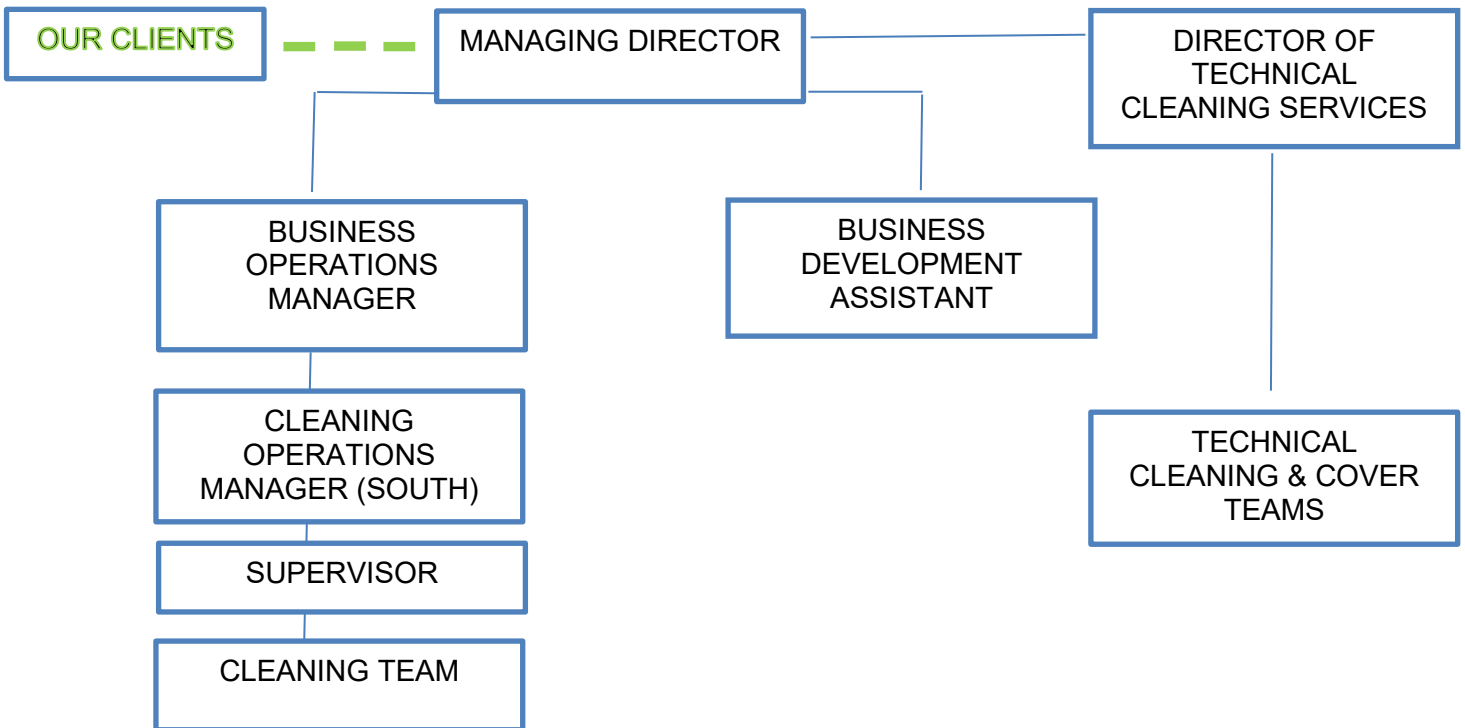 OUR CLIENTS
MANAGING DIRECTOR
DIRECTOR OF
TECHNICAL
CLEANING SERVICES
BUSINESS
OPERATIONS
MANAGER
BUSINESS
DEVELOPMENT
ASSISTANT
CLEANING
OPERATIONS
MANAGER (SOUTH)
TECHNICAL
CLEANING & COVER
TEAMS
SUPERVISOR
CLEANING TEAM